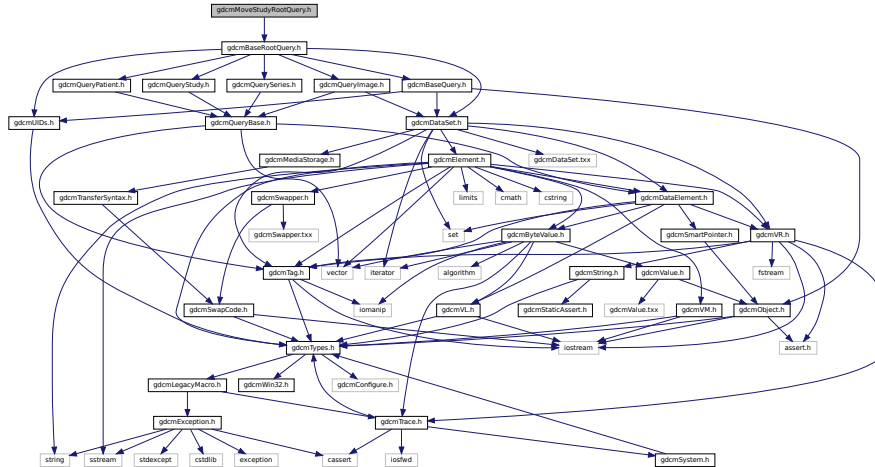 gdcmMoveStudyRootQuery.h
gdcmBaseRootQuery.h
gdcmQueryPatient.h
gdcmQueryStudy.h
gdcmQuerySeries.h
gdcmQueryImage.h
gdcmBaseQuery.h
gdcmUIDs.h
gdcmQueryBase.h
gdcmDataSet.h
gdcmMediaStorage.h
gdcmElement.h
gdcmDataSet.txx
gdcmTransferSyntax.h
gdcmSwapper.h
limits
cmath
cstring
gdcmDataElement.h
gdcmSwapper.txx
set
gdcmByteValue.h
gdcmSmartPointer.h
gdcmVR.h
gdcmTag.h
vector
iterator
algorithm
gdcmString.h
gdcmValue.h
fstream
gdcmSwapCode.h
iomanip
gdcmVL.h
gdcmStaticAssert.h
gdcmValue.txx
gdcmVM.h
gdcmObject.h
gdcmTypes.h
iostream
assert.h
gdcmLegacyMacro.h
gdcmWin32.h
gdcmConfigure.h
gdcmException.h
gdcmTrace.h
string
sstream
stdexcept
cstdlib
exception
cassert
iosfwd
gdcmSystem.h